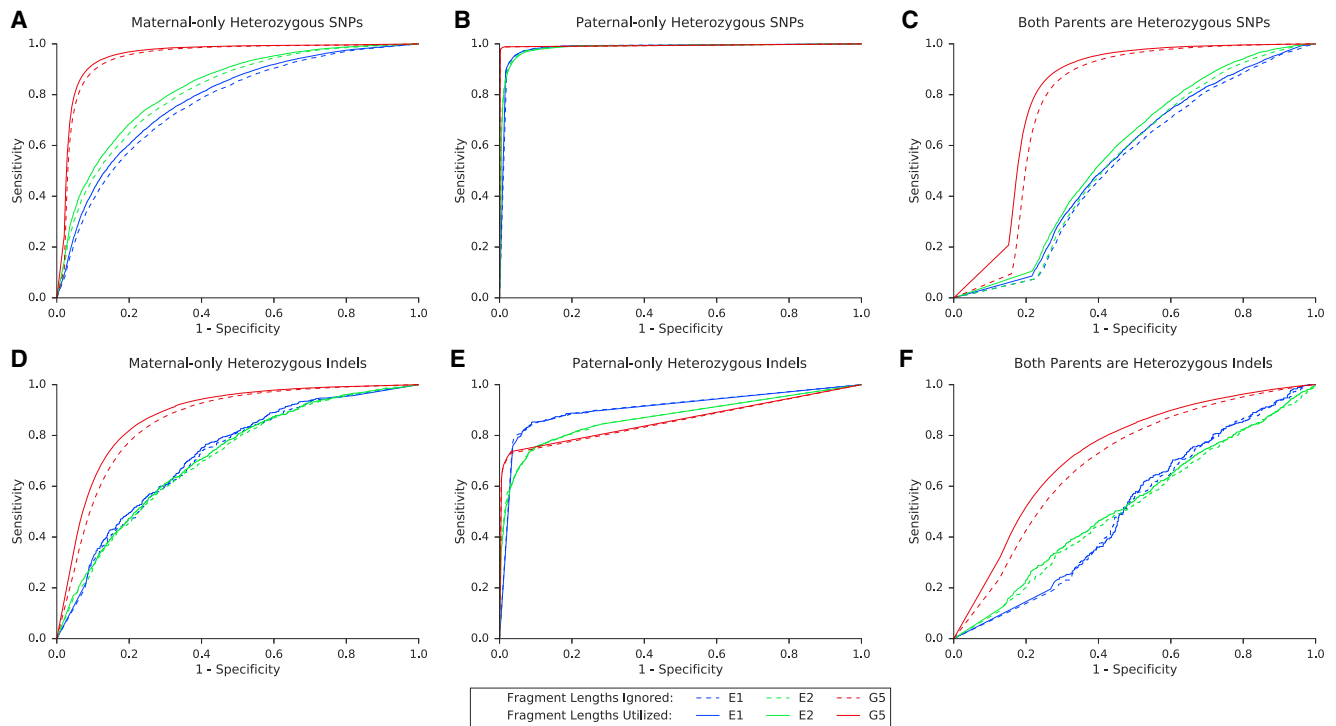 A
Maternal-only Heterozygous SNPs
1.0
0.8
0.6
0.4
0.2
0.0
Sensitivity
0.0 0.2 0.4 0.6 0.8 1.0
1 - Specificity
B
Paternal-only Heterozygous SNPs
1.0
0.8
0.6
0.4
0.2
0.0
Sensitivity
0.0 0.2 0.4 0.6 0.8 1.0
1 - Specificity
C
Both Parents are Heterozygous SNPs
1.0
0.8
0.6
0.4
0.2
0.0
Sensitivity
0.0 0.2 0.4 0.6 0.8 1.0
1 - Specificity
D
Maternal-only Heterozygous Indels
1.0
0.8
0.6
0.4
0.2
0.0
Sensitivity
0.0 0.2 0.4 0.6 0.8 1.0
1 - Specificity
E
Paternal-only Heterozygous Indels
1.0
0.8
0.6
0.4
0.2
0.0
Sensitivity
0.0 0.2 0.4 0.6 0.8 1.0
1 - Specificity
F
Both Parents are Heterozygous Indels
1.0
0.8
0.6
0.4
0.2
0.0
Sensitivity
0.0 0.2 0.4 0.6 0.8 1.0
1 - Specificity
Fragment Lengths Ignored: E1 E2 G5
Fragment Lengths Utilized: E1 E2 G5